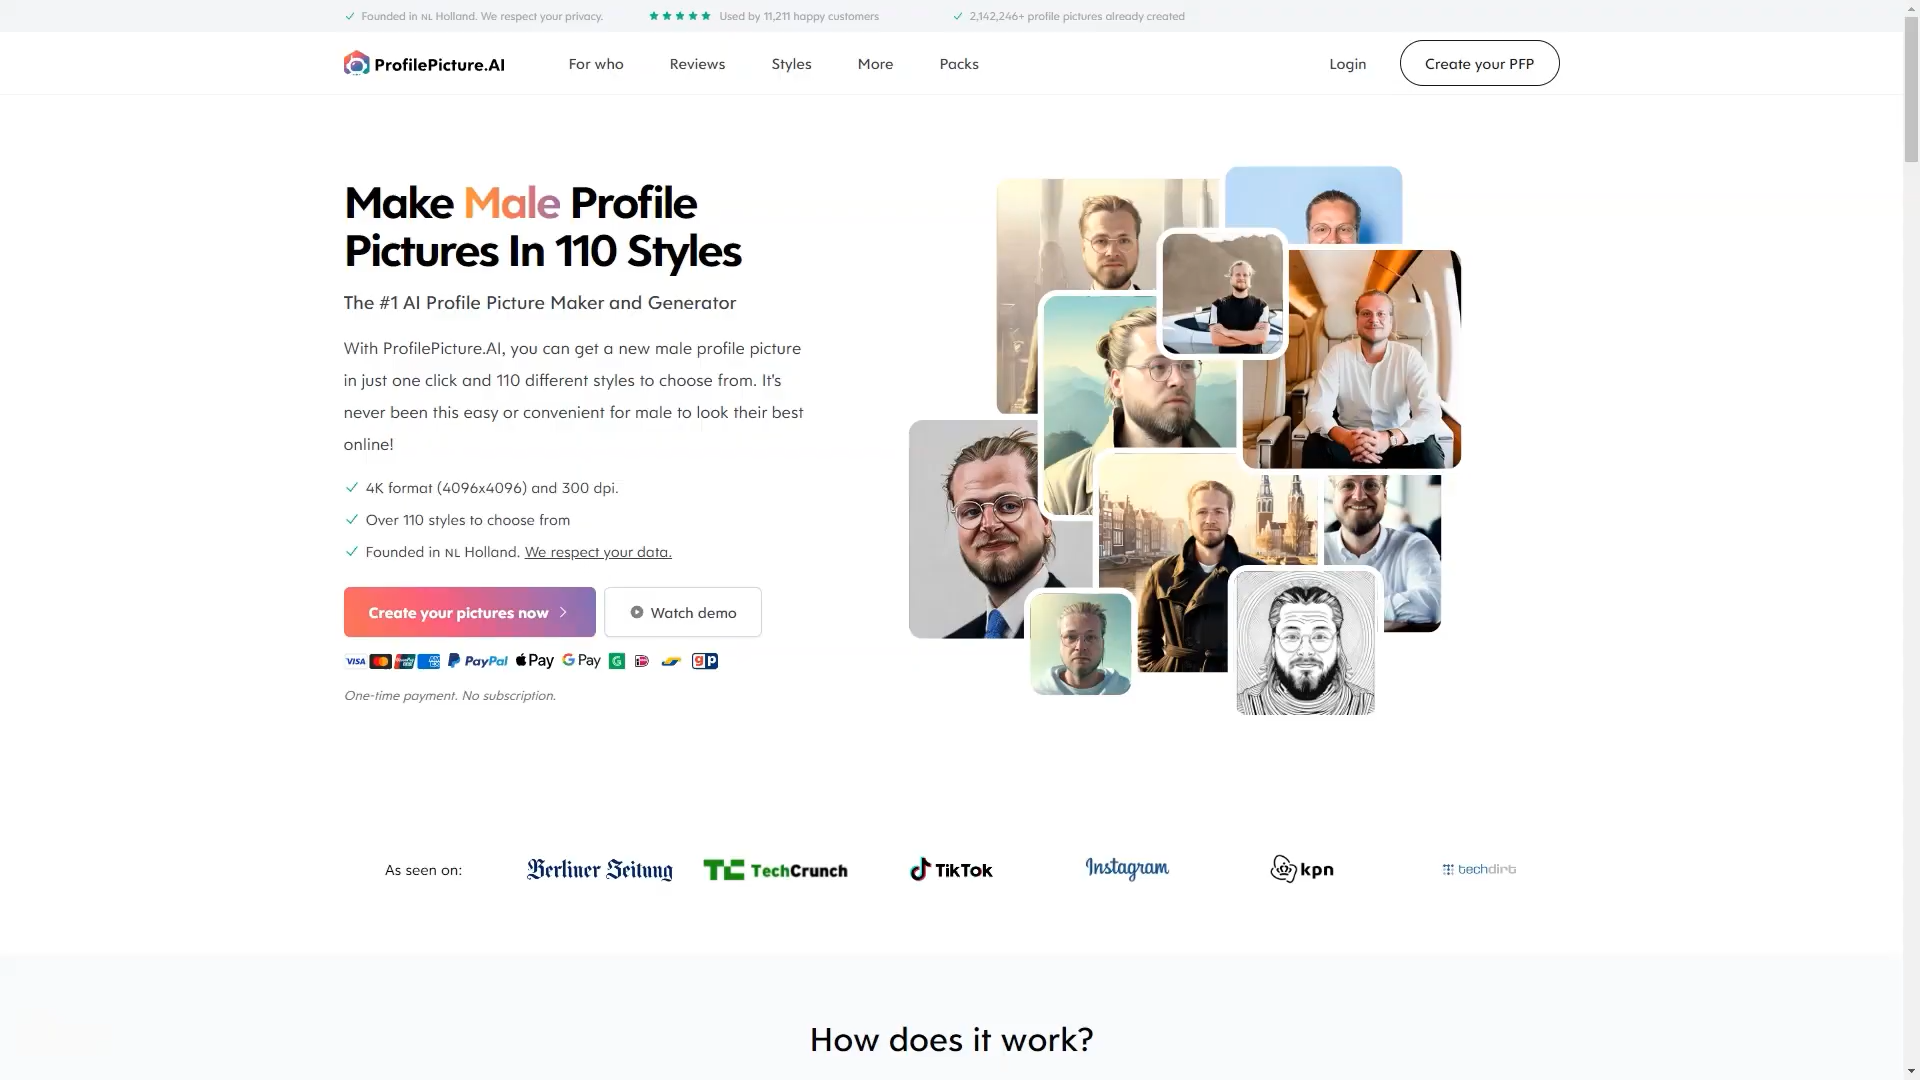 Founded in NL Holland. We respect your privacy.
Used by 11,211 happy customers
2,142,246+ profile pictures already created
ProfilePicture.AI
For who
Reviews
Styles
More
Packs
Login
Create your PFP
Make Male Profile
Pictures In 110 Styles
The #1 AI Profile Picture Maker and Generator
With ProfilePicture.AI, you can get a new male profile picture
in just one click and 110 different styles to choose from. It's
never been this easy or convenient for male to look their best
online!
4K format (4096x4096) and 300 dpi.
Over 110 styles to choose from
Founded in NL Holland. We respect your data.
Create your pictures now
Watch demo
VISA PayPal Pay G Pay G gp
One-time payment. No subscription.
As seen on:
Berliner Zeitung
TC TechCrunch
TikTok
Instagram
kpn
techdirt
How does it work?